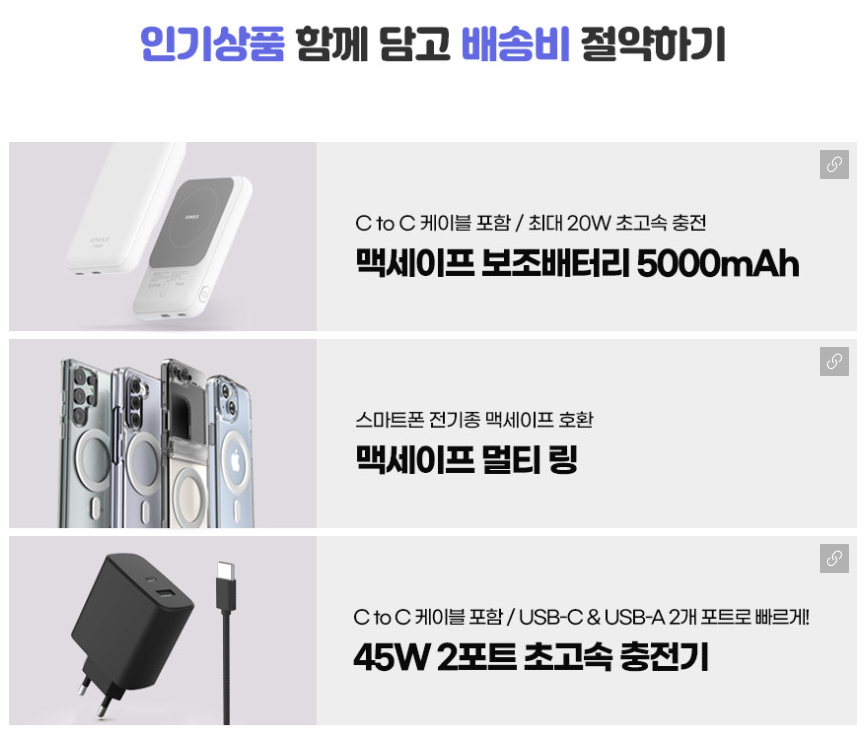 인기상품 함께 담고 배송비 절약하기
C to C 케이블 포함 / 최대 20W 초고속 충전
맥세이프 보조배터리 5000mAh
스마트폰 전기종 맥세이프 호환
맥세이프 멀티 링
C to C 케이블 포함 / USB-C & USB-A 2개 포트로 빠르게!
45W 2포트 초고속 충전기